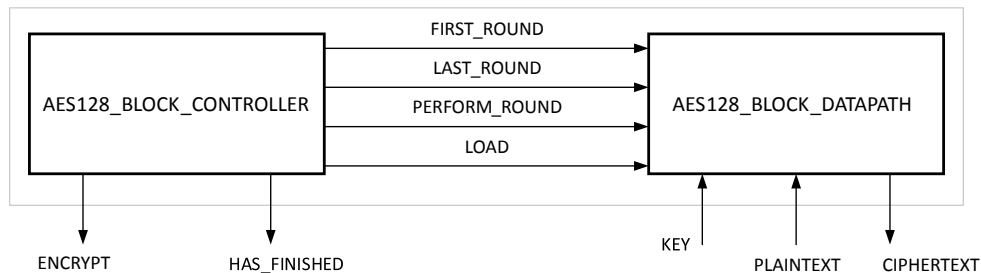 FIRST_ROUND
LAST_ROUND
AES128_BLOCK_CONTROLLER
AES128_BLOCK_DATAPATH
PERFORM_ROUND
LOAD
KEY
ENCRYPT
HAS_FINISHED
PLAINTEXT
CIPHERTEXT